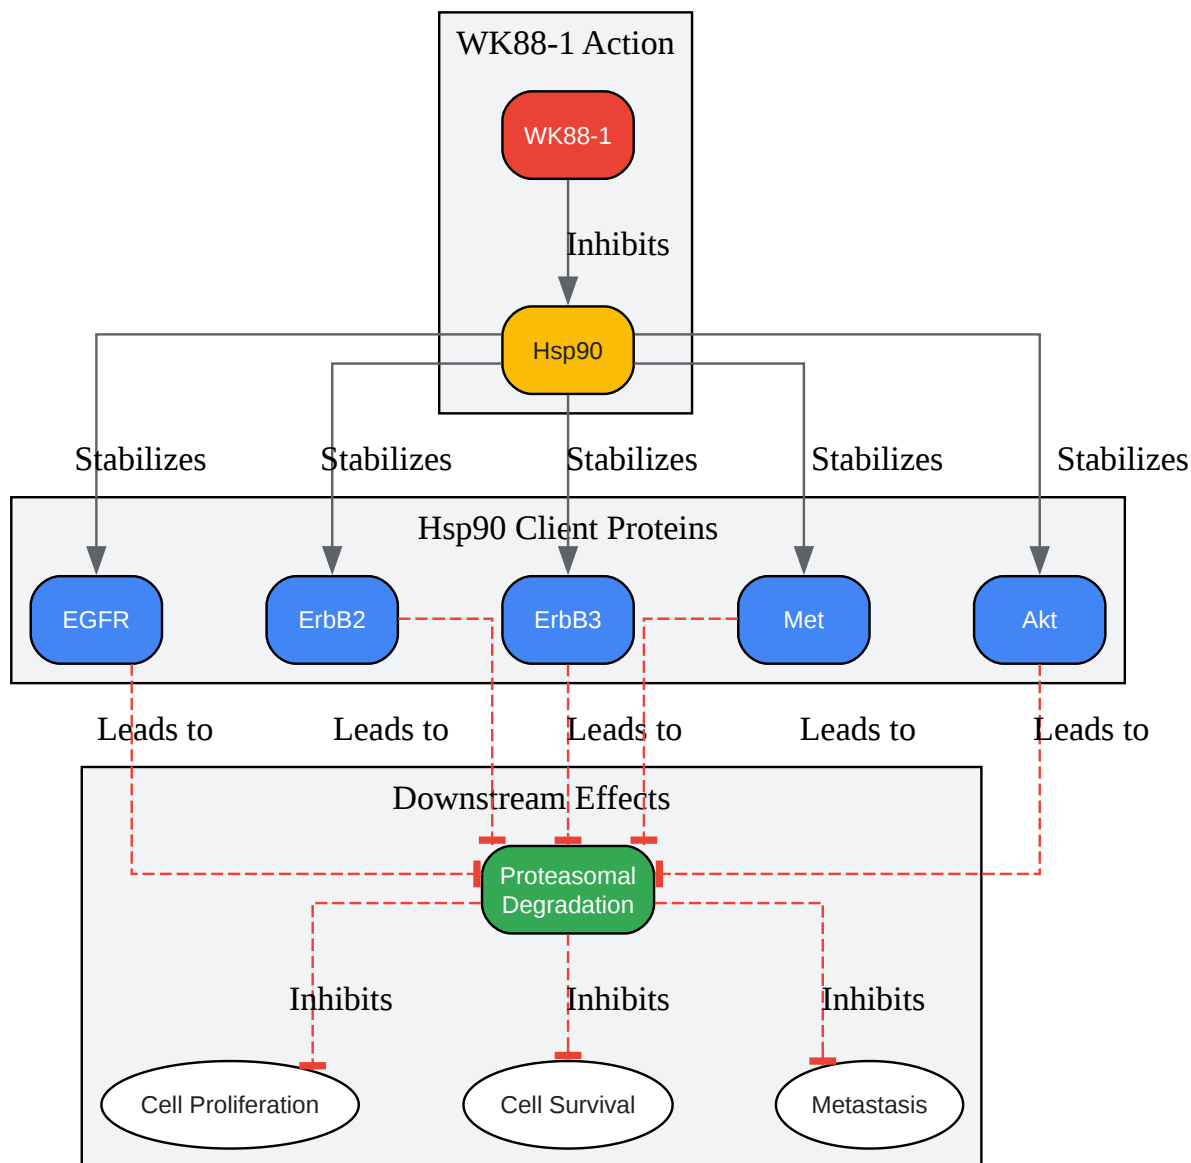 WK88-1 Action
WK88-1
Inhibits
Hsp90
Stabilizes
Stabilizes
Stabilizes
Stabilizes
Stabilizes
Hsp90 Client Proteins
EGFR
ErbB2
ErbB3
Met
Akt
Leads to
Leads to
Leads to
Leads to
Leads to
Downstream Effects
Proteasomal
Degradation
Inhibits
Inhibits
Inhibits
Cell Proliferation
Cell Survival
Metastasis